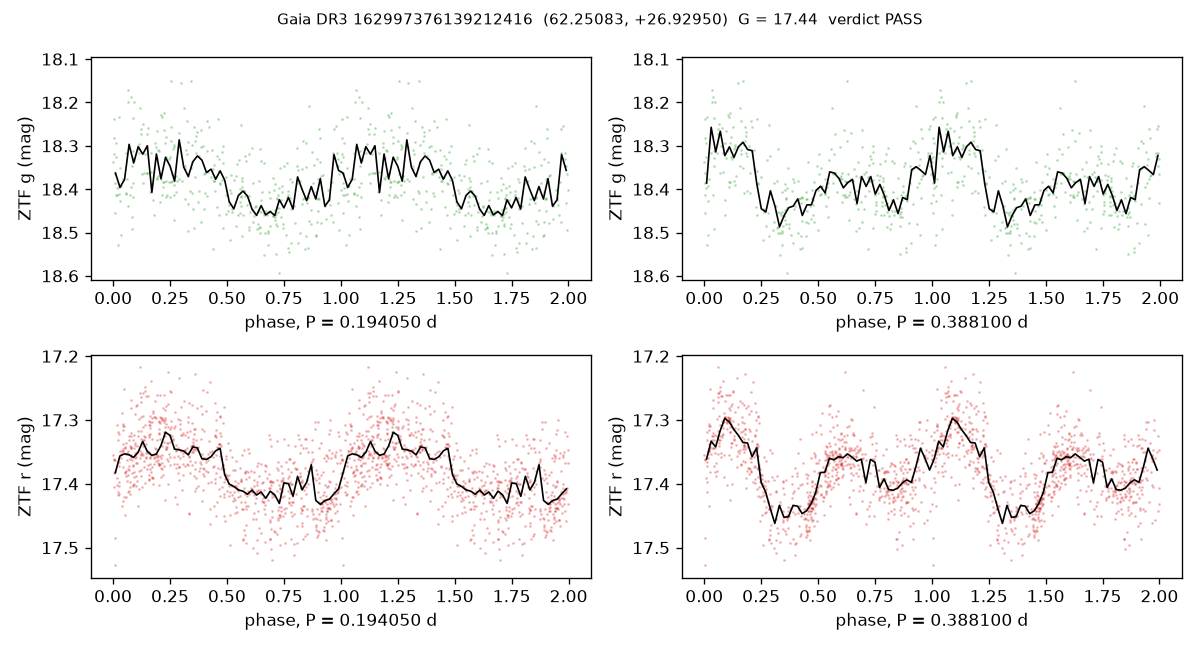 Gaia DR3 162997376139212416 (62.25083, +26.92950) G = 17.44 verdict PASS
18.1
18.2
18.3
18.4
18.5
18.6
ZTF g (mag)
0.00 0.25 0.50 0.75 1.00 1.25 1.50 1.75 2.00
phase, P = 0.194050 d
18.1
18.2
18.3
18.4
18.5
18.6
ZTF g (mag)
0.00 0.25 0.50 0.75 1.00 1.25 1.50 1.75 2.00
phase, P = 0.388100 d
17.2
17.3
17.4
17.5
ZTF r (mag)
0.00 0.25 0.50 0.75 1.00 1.25 1.50 1.75 2.00
phase, P = 0.194050 d
17.2
17.3
17.4
17.5
ZTF r (mag)
0.00 0.25 0.50 0.75 1.00 1.25 1.50 1.75 2.00
phase, P = 0.388100 d